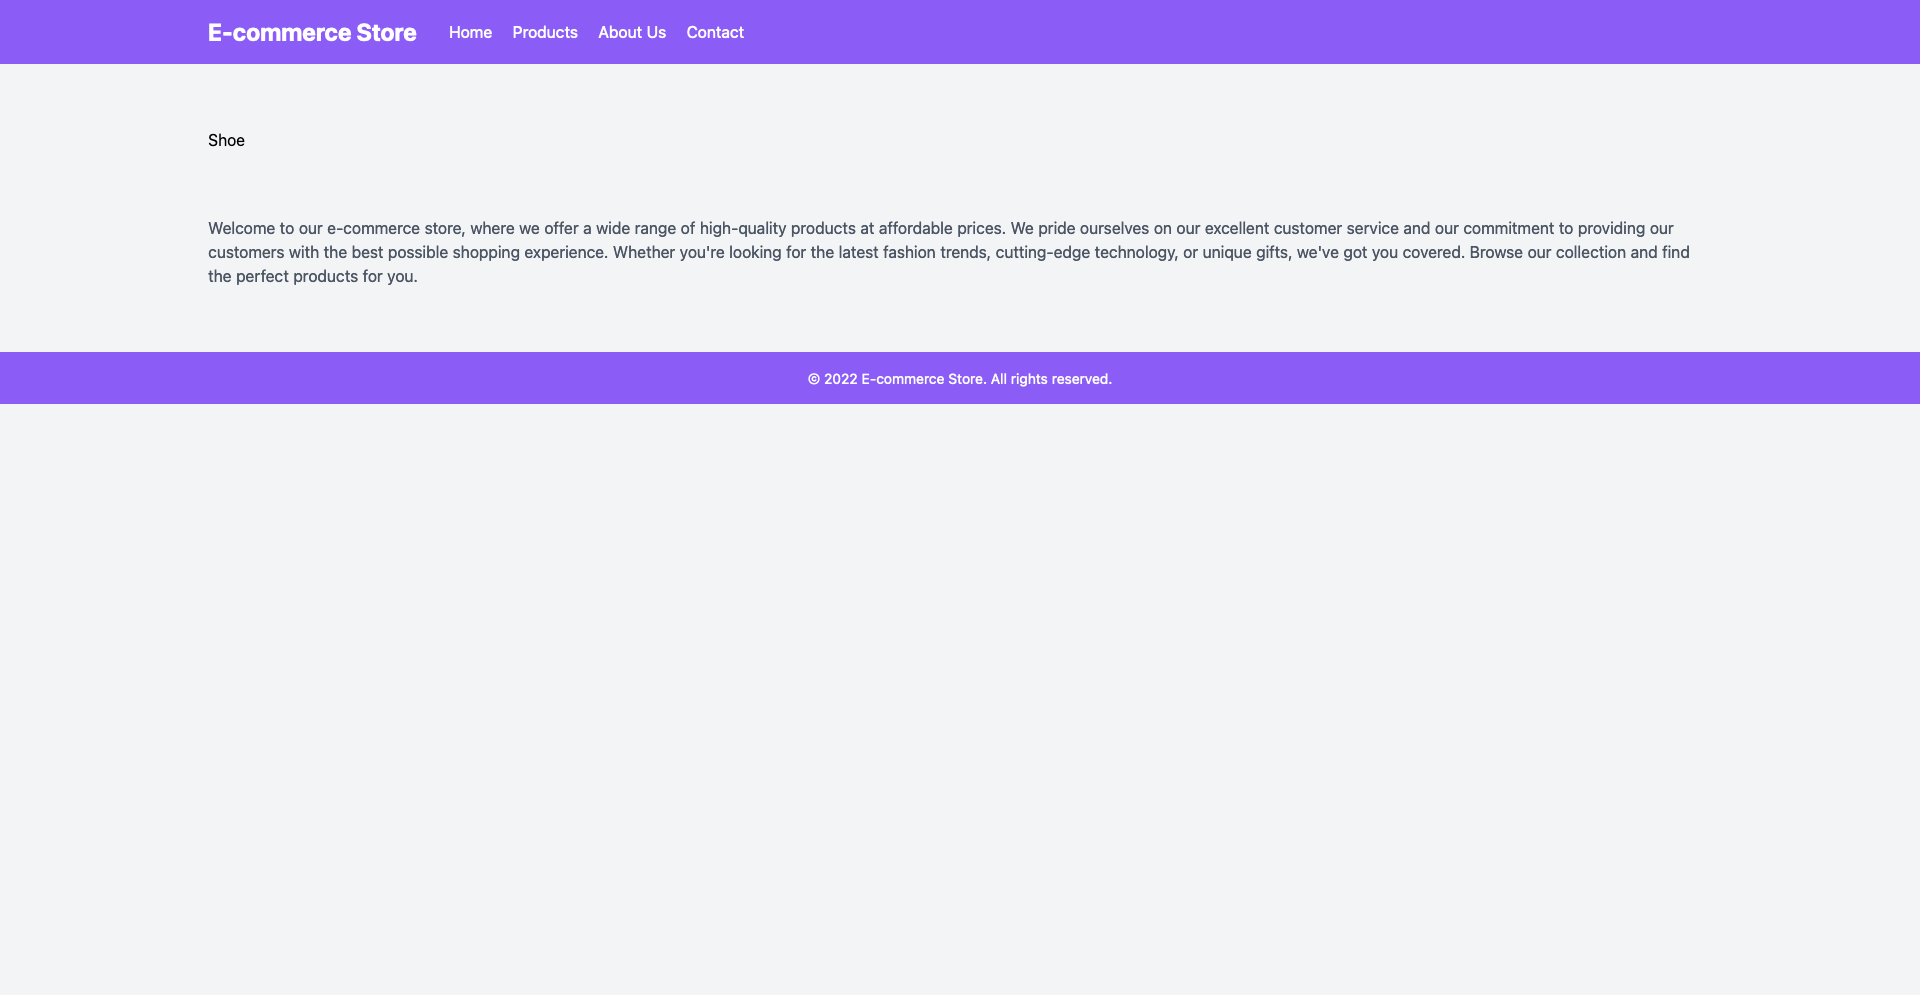 E-commerce Store Home Products About Us Contact
Shoe
Welcome to our e-commerce store, where we offer a wide range of high-quality products at affordable prices. We pride ourselves on our excellent customer service and our commitment to providing our
customers with the best possible shopping experience. Whether you're looking for the latest fashion trends, cutting-edge technology, or unique gifts, we've got you covered. Browse our collection and find
the perfect products for you.
© 2022 E-commerce Store. All rights reserved.